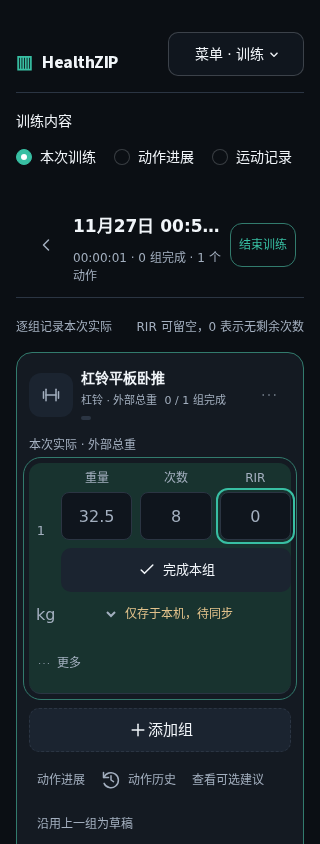 HealthZIP
菜单 · 训练
训练内容
本次训练 动作进展 运动记录
11月27日 00:5…
00:00:01 · 0 组完成 · 1 个
动作
结束训练
逐组记录本次实际 RIR 可留空，0 表示无剩余次数
杠铃平板卧推
杠铃 · 外部总重 0 / 1 组完成
···
本次实际 · 外部总重
重量 次数 RIR
1 32.5 8 0
完成本组
kg 仅存于本机，待同步
··· 更多
+添加组
动作进展 动作历史 查看可选建议
沿用上一组为草稿